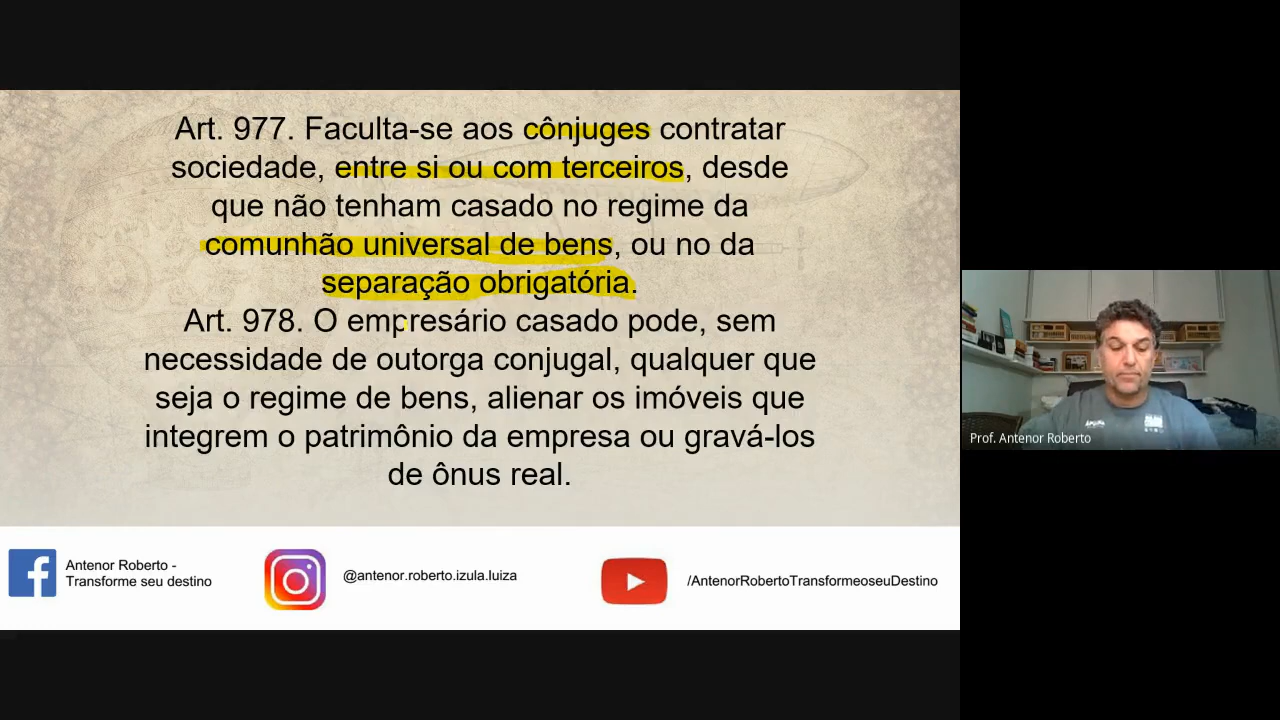 Art. 977. Faculta-se aos cônjuges contratar
sociedade, entre si ou com terceiros, desde
que não tenham casado no regime da
comunhão universal de bens, ou no da
separação obrigatória.
Art. 978. O empresário casado pode, sem
necessidade de outorga conjugal, qualquer que
seja o regime de bens, alienar os imóveis que
integrem o patrimônio da empresa ou gravá-los
de ônus real.
Antenor Roberto -
Transforme seu destino
@antenor.roberto.izula.luiza
/AntenorRobertoTransformeoseuDestino
Prof. Antenor Roberto